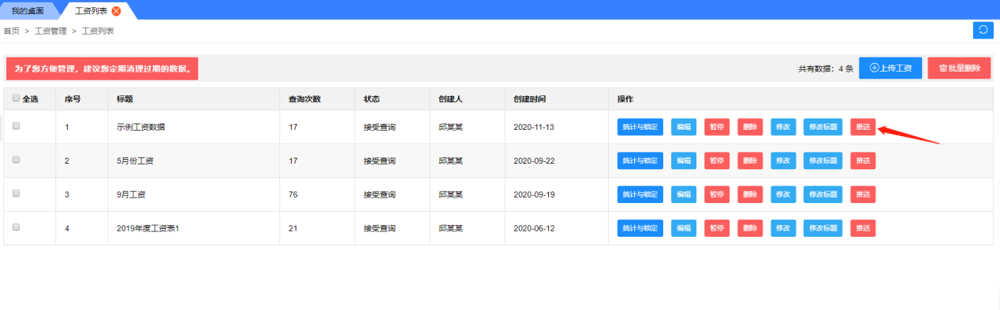 我的桌面 工资列表
首页 > 工资管理 > 工资列表
为了您方便管理，建议您定期清理过期的数据。 共有数据：4 条 上传工资 批量删除
全选 序号 标题 查询次数 状态 创建人 创建时间 操作
1 示例工资数据 17 接受查询 邱某某 2020-11-13 统计与锁定 编辑 暂停 删除 修改 修改标题 推送
2 5月份工资 17 接受查询 邱某某 2020-09-22 统计与锁定 编辑 暂停 删除 修改 修改标题 推送
3 9月工资 76 接受查询 邱某某 2020-09-19 统计与锁定 编辑 暂停 删除 修改 修改标题 推送
4 2019年度工资表1 21 接受查询 邱某某 2020-06-12 统计与锁定 编辑 暂停 删除 修改 修改标题 推送